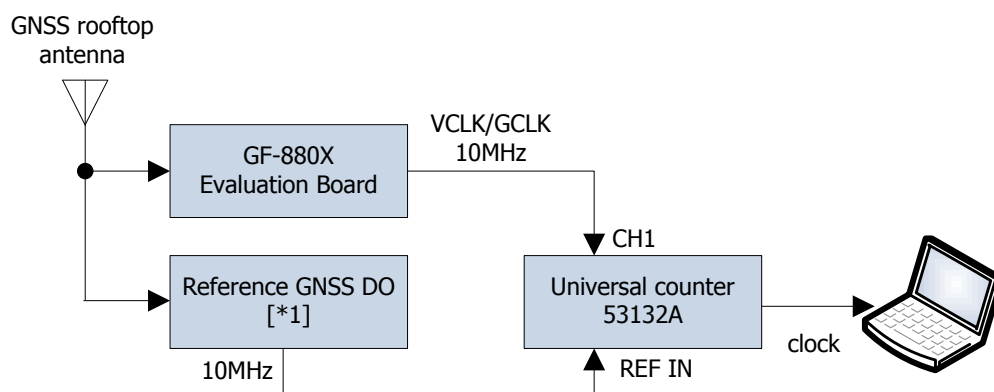 GNSS rooftop
antenna
GF-880X
Evaluation Board
VCLK/GCLK
10MHz
CH1
Reference GNSS DO
[*1]
Universal counter
53132A
clock
10MHz
REF IN